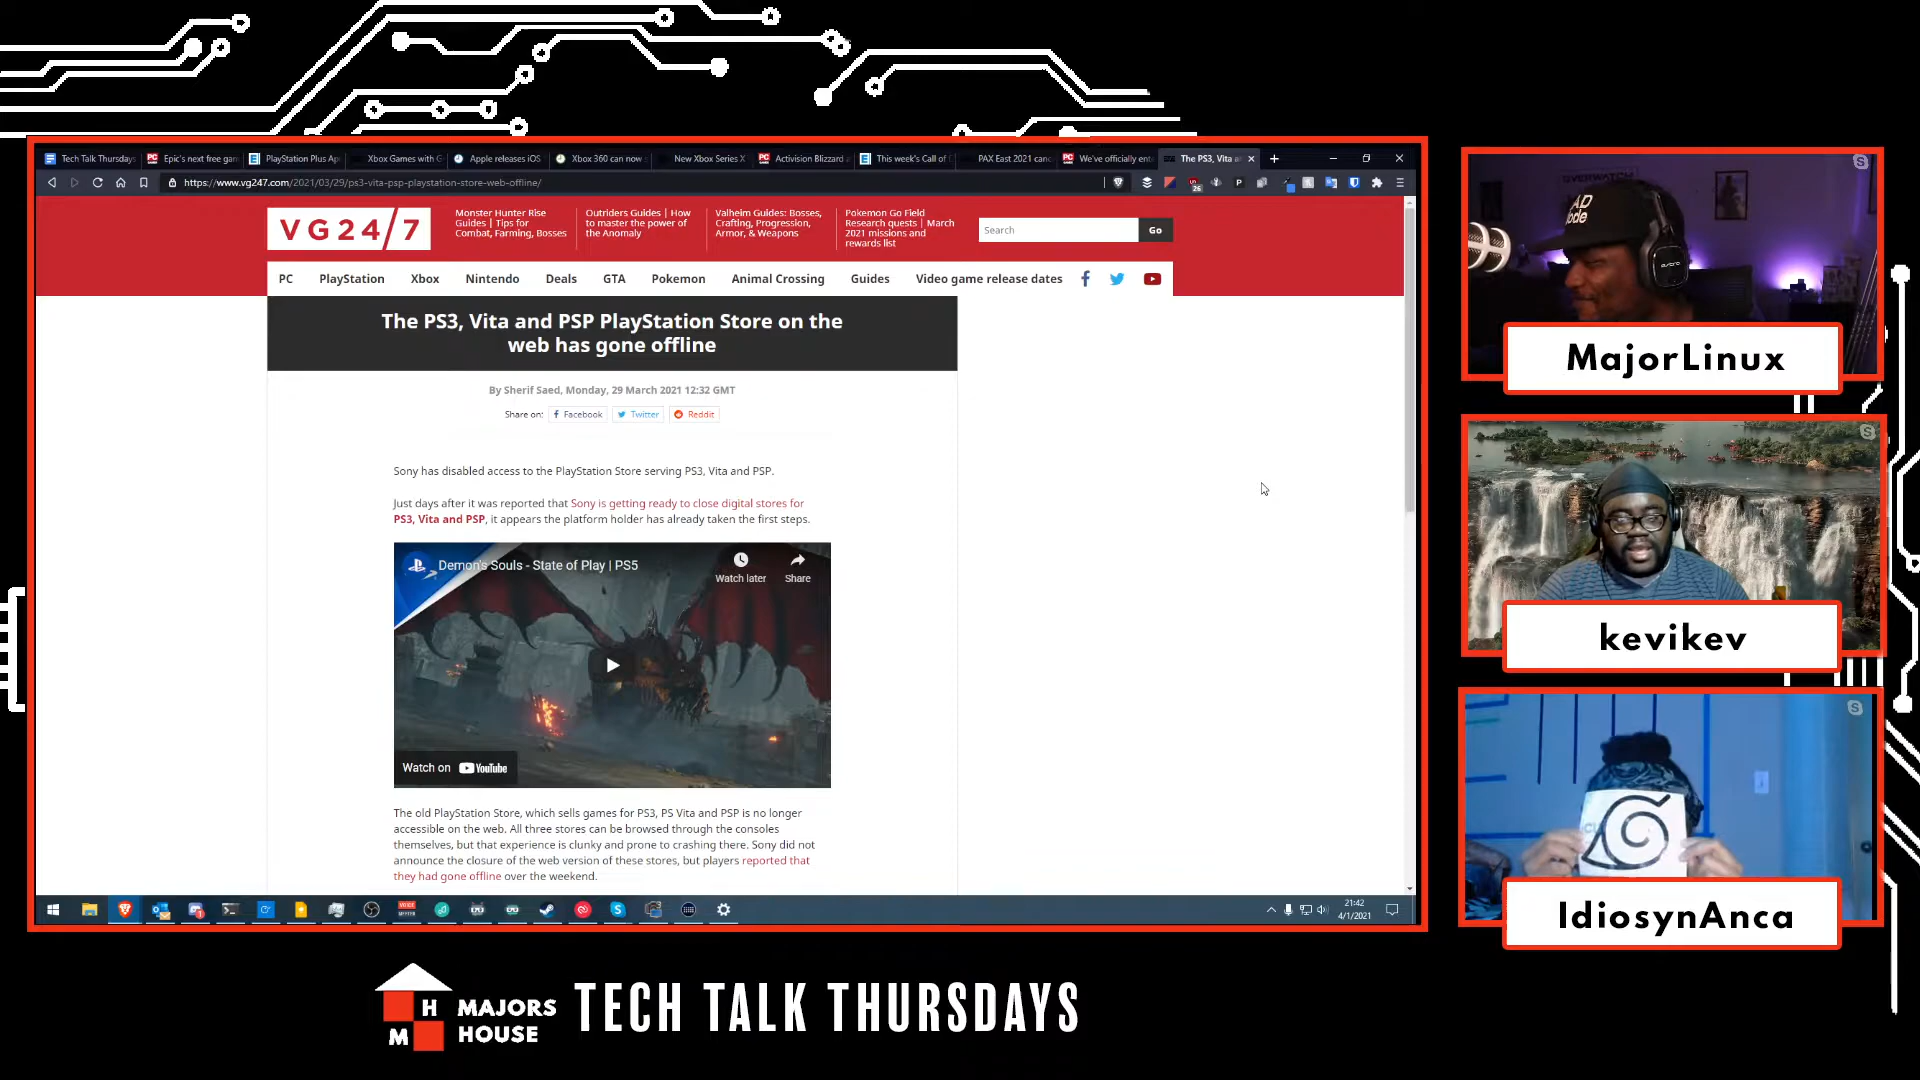 Tech Talk Thursdays
Epic's next free gam
PlayStation Plus Ap
Xbox Games with G
Apple releases iOS
Xbox 360 can now s
New Xbox Series X
Activision Blizzard a
This week's Call of D
PAX East 2021 canc
We've officially ente
The PS3, Vita an
https://www.vg247.com/2021/03/29/ps3-vita-psp-playstation-store-web-offline/
VG24/7
Monster Hunter Rise
Guides | Tips for
Combat, Farming, Bosses
Outriders Guides | How
to master the power of
the Anomaly
Valheim Guides: Bosses,
Crafting, Progression,
Armor, & Weapons
Pokemon Go Field
Research quests | March
2021 missions and
rewards list
Search
Go
PC PlayStation Xbox Nintendo Deals GTA Pokemon Animal Crossing Guides Video game release dates
The PS3, Vita and PSP PlayStation Store on the
web has gone offline
By Sherif Saed, Monday, 29 March 2021 12:32 GMT
Share on: Facebook Twitter Reddit
Sony has disabled access to the PlayStation Store serving PS3, Vita and PSP.
Just days after it was reported that Sony is getting ready to close digital stores for
PS3, Vita and PSP, it appears the platform holder has already taken the first steps.
Demon's Souls - State of Play | PS5
Watch later
Share
Watch on YouTube
The old PlayStation Store, which sells games for PS3, PS Vita and PSP is no longer
accessible on the web. All three stores can be browsed through the consoles
themselves, but that experience is clunky and prone to crashing there. Sony did not
announce the closure of the web version of these stores, but players reported that
they had gone offline over the weekend.
21:42
4/1/2021
OVERWATCH
MajorLinux
kevikev
IdiosynAnca
H
M
MAJORS
HOUSE
TECH TALK THURSDAYS